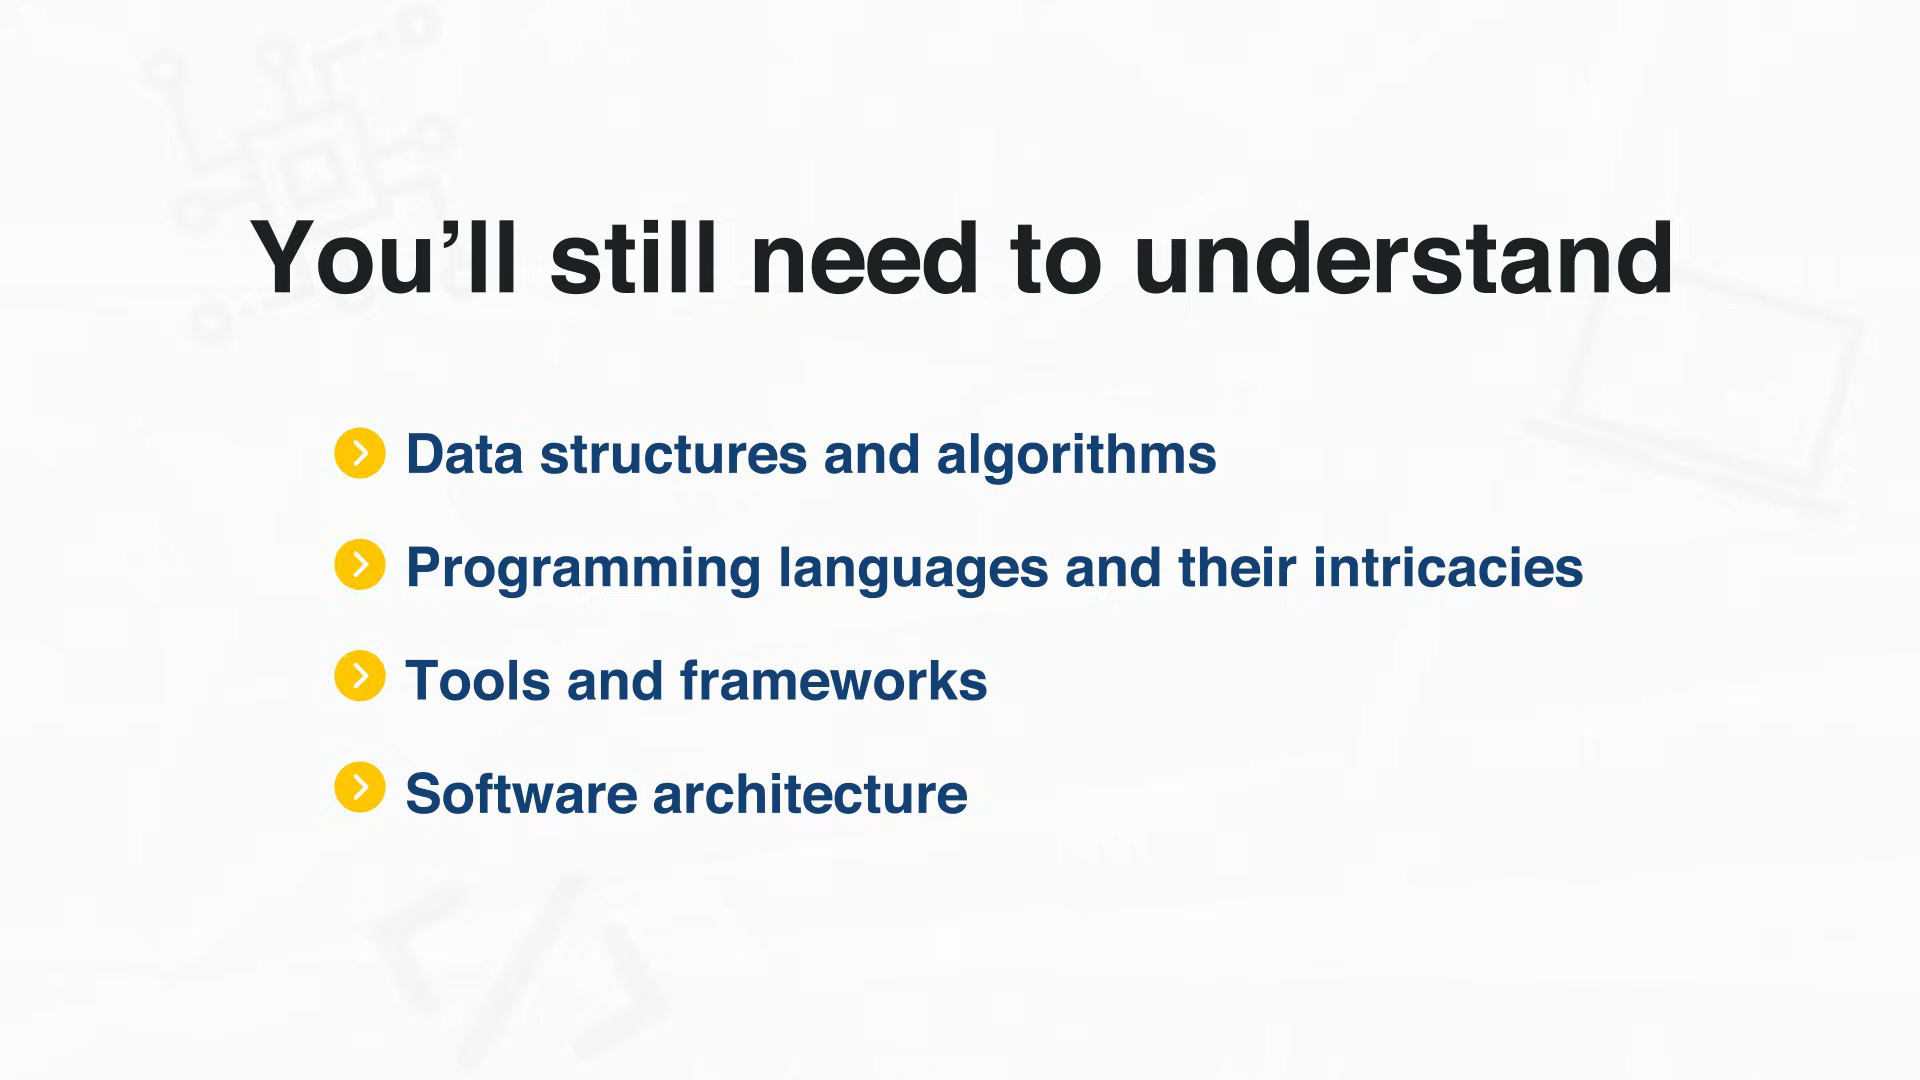 You’ll still need to understand
Data structures and algorithms
Programming languages and their intricacies
Tools and frameworks
Software architecture